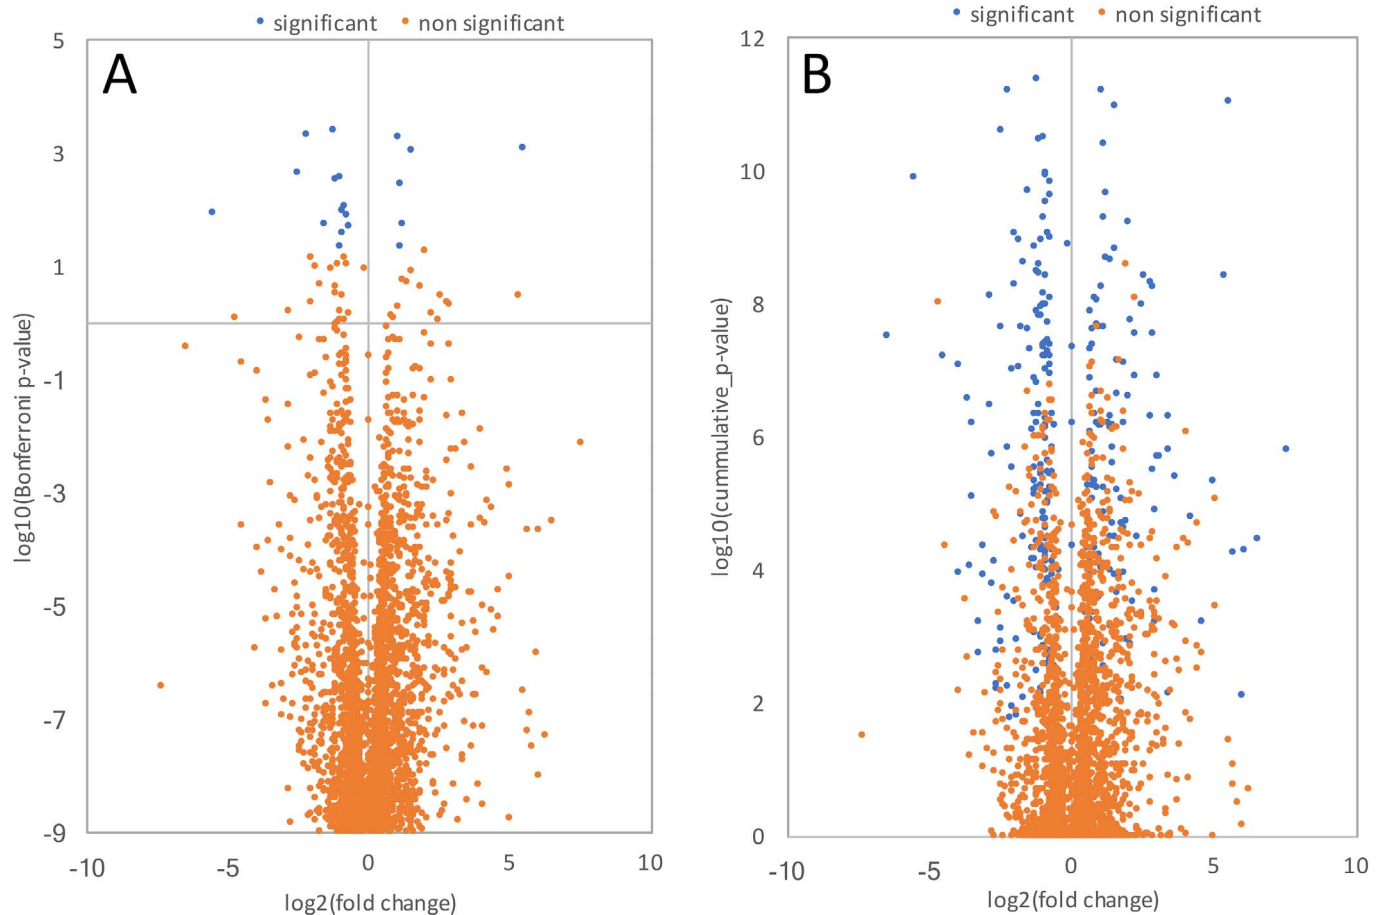 significant non significant
A
5
3
1
-1
-3
-5
-7
-9
log10(Bonferroni p-value)
-10 -5 0 5 10
log2(fold change)
significant non significant
B
12
10
8
6
4
2
0
log10(cummulative_p-value)
-10 -5 0 5 10
log2(fold change)